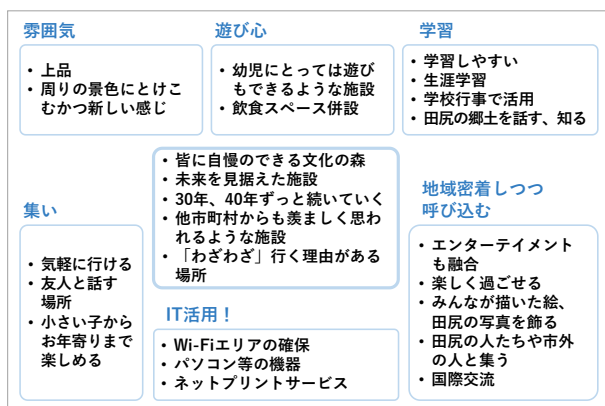 雰囲気
・ 上品
・ 周りの景色にとけこ
むかつ新しい感じ
遊び心
・ 幼児にとっては遊び
もできるような施設
・ 飲食スペース併設
学習
・ 学習しやすい
・ 生涯学習
・ 学校行事で活用
・ 田尻の郷土を話す、知る
・ 皆に自慢のできる文化の森
・ 未来を見据えた施設
・ 30年、40年ずっと続いていく
・ 他市町村からも羨ましく思わ
れるような施設
・ 「わざわざ」行く理由がある
場所
集い
・ 気軽に行ける
・ 友人と話す
場所
・ 小さい子から
お年寄りまで
楽しめる
IT活用！
・ Wi-Fiエリアの確保
・ パソコン等の機器
・ ネットプリントサービス
地域密着しつつ
呼び込む
・ エンターテイメント
も融合
・ 楽しく過ごせる
・ みんなが描いた絵、
田尻の写真を飾る
・ 田尻の人たちや市外
の人と集う
・ 国際交流